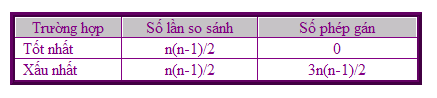 Trường hợp Số lần so sánh Số phép gán
Tốt nhất n(n-1)/2 0
Xấu nhất n(n-1)/2 3n(n-1)/2